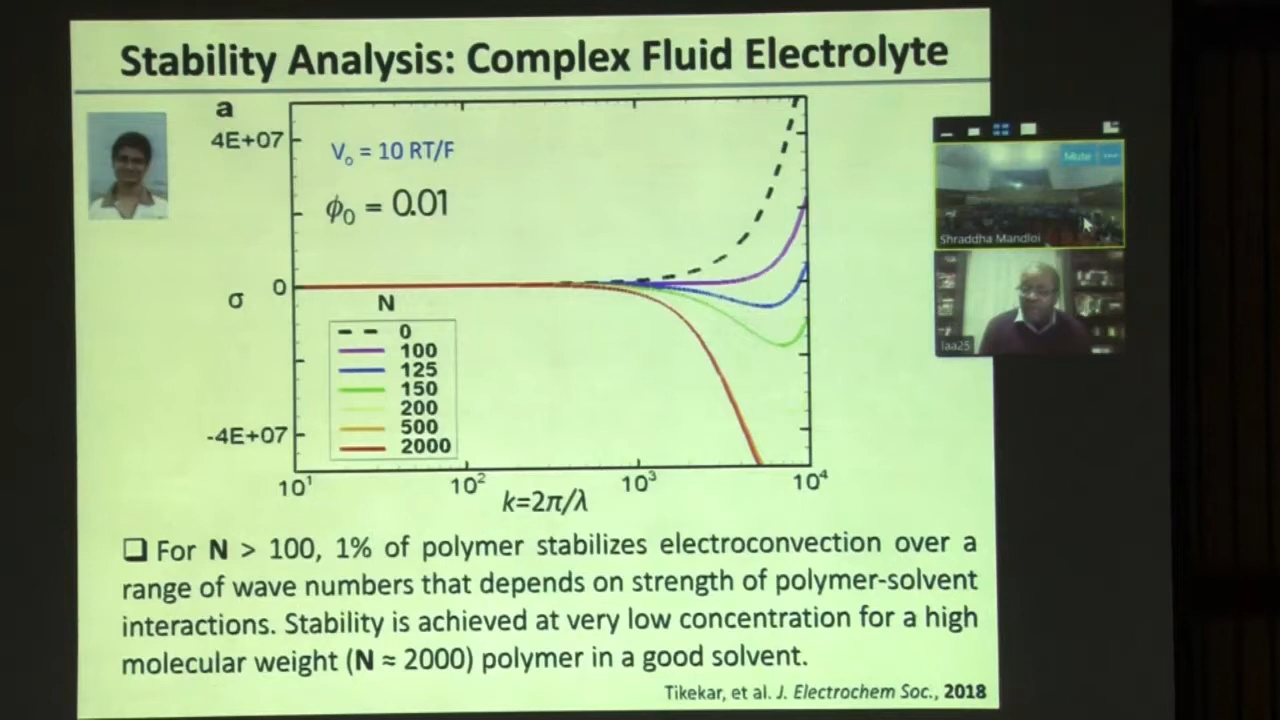 Stability Analysis: Complex Fluid Electrolyte
a
4E+07
V₀ = 10 RT/F
ϕ₀ = 0.01
σ
0
N
0
100
125
150
200
500
2000
-4E+07
10¹
10²
10³
10⁴
k=2π/λ
❑ For N > 100, 1% of polymer stabilizes electroconvection over a
range of wave numbers that depends on strength of polymer-solvent
interactions. Stability is achieved at very low concentration for a high
molecular weight (N ≈ 2000) polymer in a good solvent.
Tikekar, et al. J. Electrochem Soc., 2018
Mute
Shraddha Mandloi
laa25